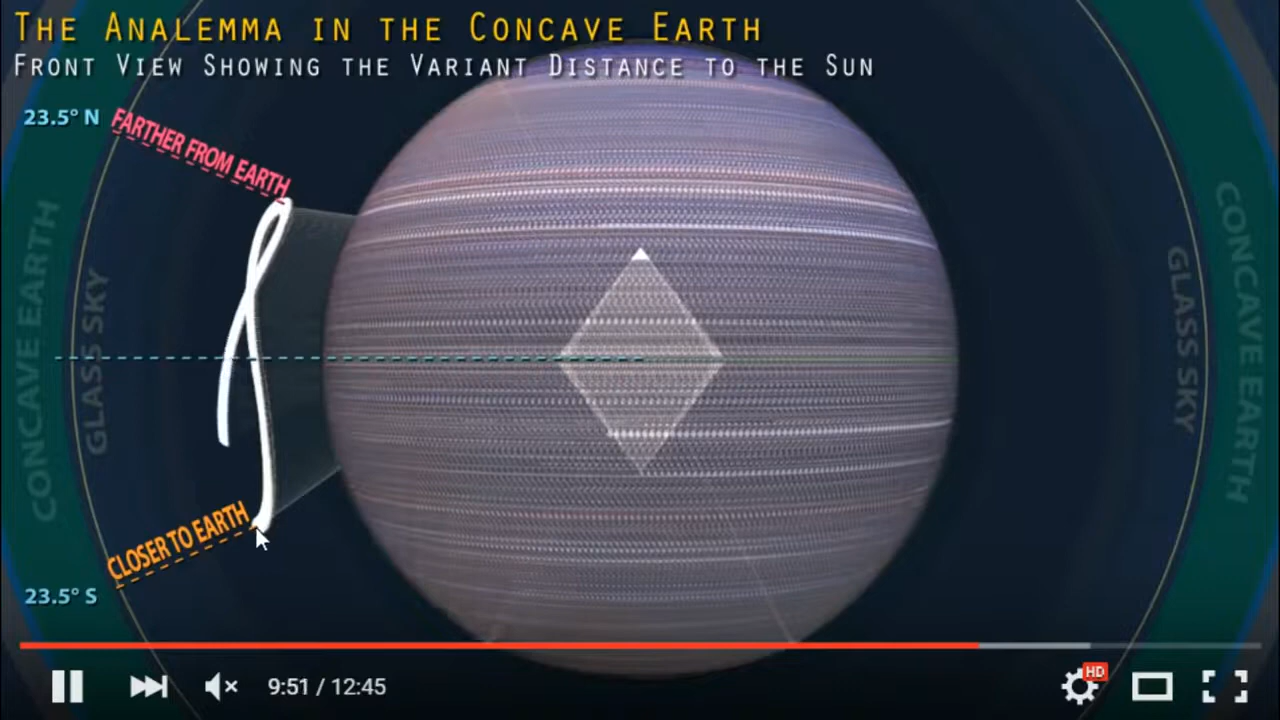 THE ANALEMMA IN THE CONCAVE EARTH
FRONT VIEW SHOWING THE VARIANT DISTANCE TO THE SUN
23.5° N
FARTHER FROM EARTH
CONCAVE EARTH
GLASS SKY
GLASS SKY
CONCAVE EARTH
CLOSER TO EARTH
23.5° S
9:51 / 12:45
HD